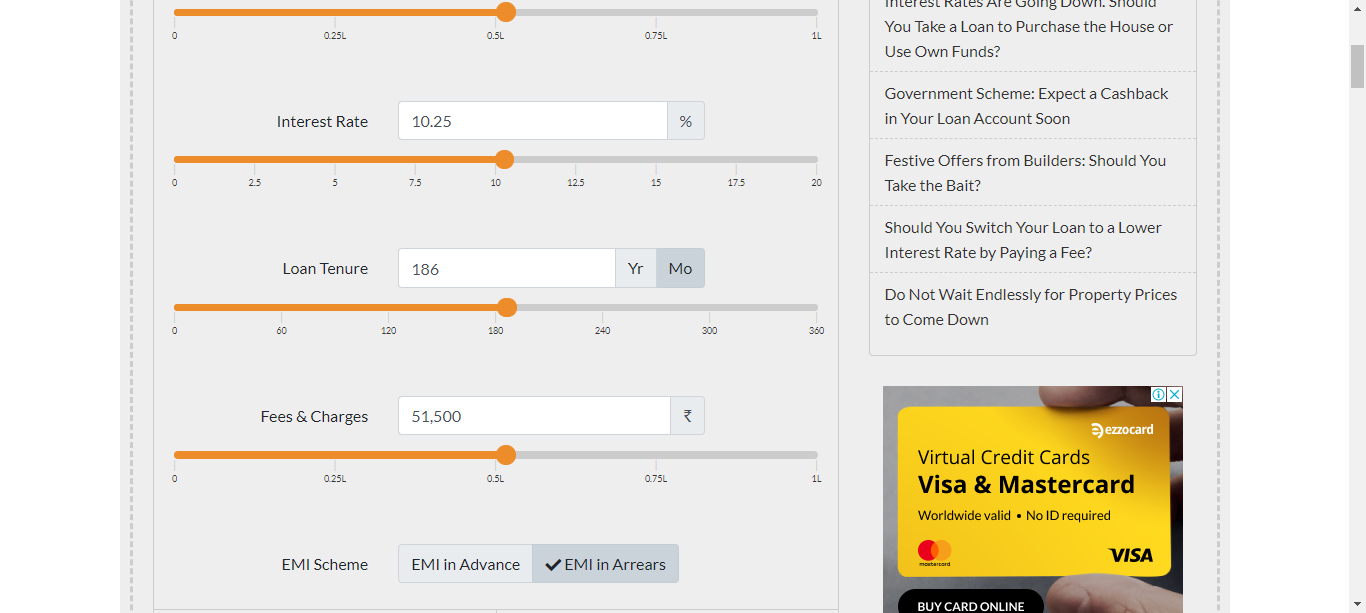 0 0.25L 0.5L 0.75L 1L
Interest Rate 10.25 %
0 2.5 5 7.5 10 12.5 15 17.5 20
Loan Tenure 186 Yr Mo
0 60 120 180 240 300 360
Fees & Charges 51,500 ₹
0 0.25L 0.5L 0.75L 1L
EMI Scheme EMI in Advance EMI in Arrears
Interest Rates Are Going Down. Should
You Take a Loan to Purchase the House or
Use Own Funds?
Government Scheme: Expect a Cashback
in Your Loan Account Soon
Festive Offers from Builders: Should You
Take the Bait?
Should You Switch Your Loan to a Lower
Interest Rate by Paying a Fee?
Do Not Wait Endlessly for Property Prices
to Come Down
ezzocard
Virtual Credit Cards
Visa & Mastercard
Worldwide valid • No ID required
mastercard
VISA
BUY CARD ONLINE